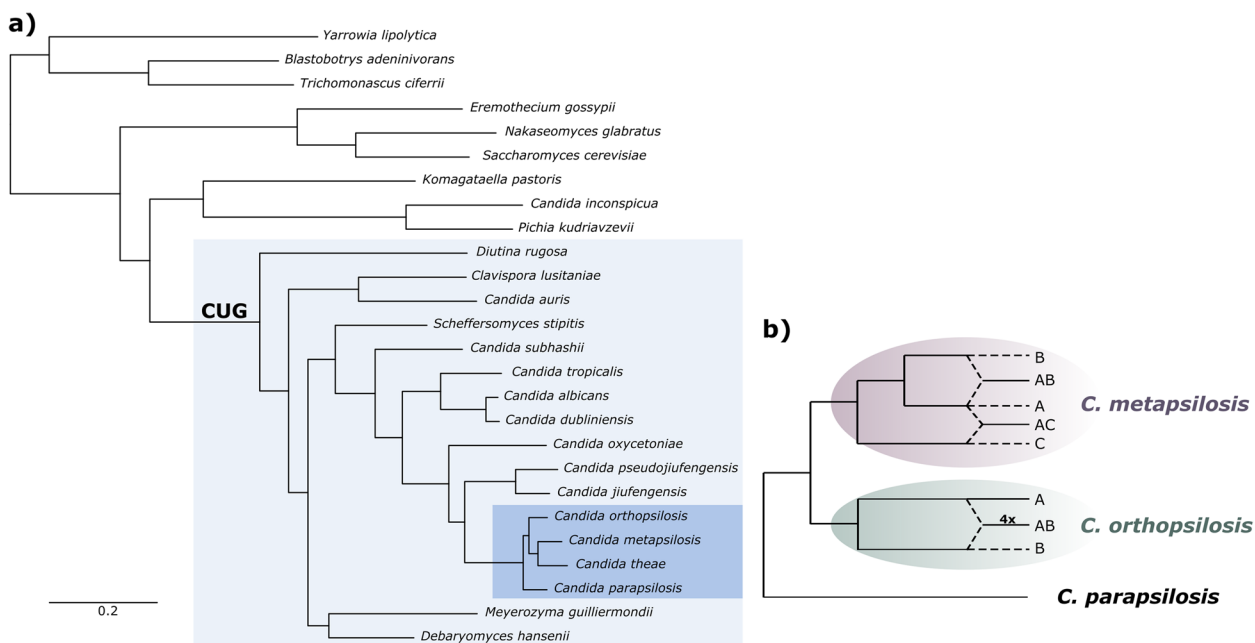 a)
Yarrowia lipolytica
Blastobotrys adeninivorans
Trichomonascus ciferrii
Eremothecium gossypii
Nakaseomyces glabratus
Saccharomyces cerevisiae
Komagataella pastoris
Candida inconspicua
Pichia kudriavzevii
Diutina rugosa
Clavispora lusitaniae
CUG
Candida auris
Scheffersomyces stipitis
Candida subhashii
Candida tropicalis
Candida albicans
Candida dubliniensis
Candida oxycetoniae
Candida pseudojiufengensis
Candida jiufengensis
Candida orthopsilosis
Candida metapsilosis
Candida theae
Candida parapsilosis
Meyerozyma guilliermondii
Debaryomyces hansenii
0.2
b)
B
AB
A
AC
C
C. metapsilosis
A
4x
AB
B
C. orthopsilosis
C. parapsilosis